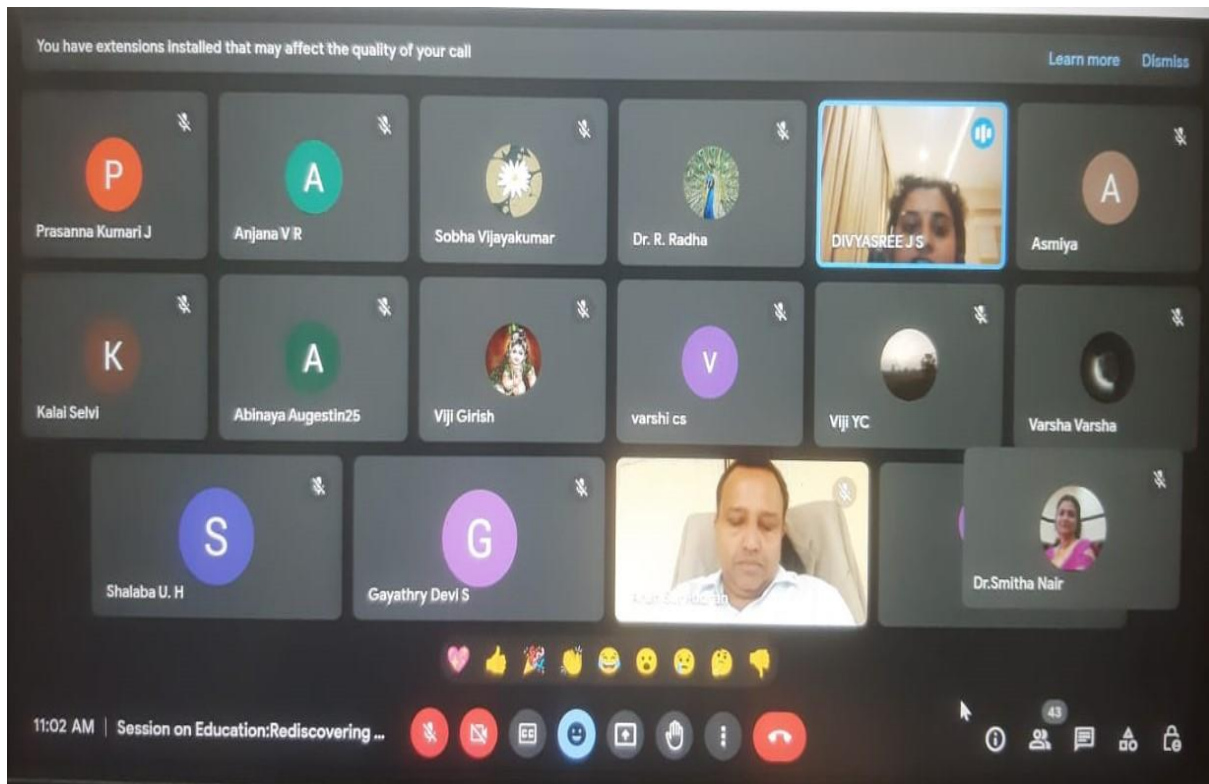 You have extensions installed that may affect the quality of your call
Learn more Dismiss
P
Prasanna Kumari J
A
Anjana V R
Sobha Vijayakumar
Dr. R. Radha
DIVYASREE J S
A
Asmiya
K
Kalai Selvi
A
Abinaya Augestin25
Viji Girish
V
varshi cs
Viji YC
Varsha Varsha
S
Shalaba U. H
G
Gayathry Devi S
Dr.Smitha Nair
11:02 AM | Session on Education:Rediscovering ...
CC
43